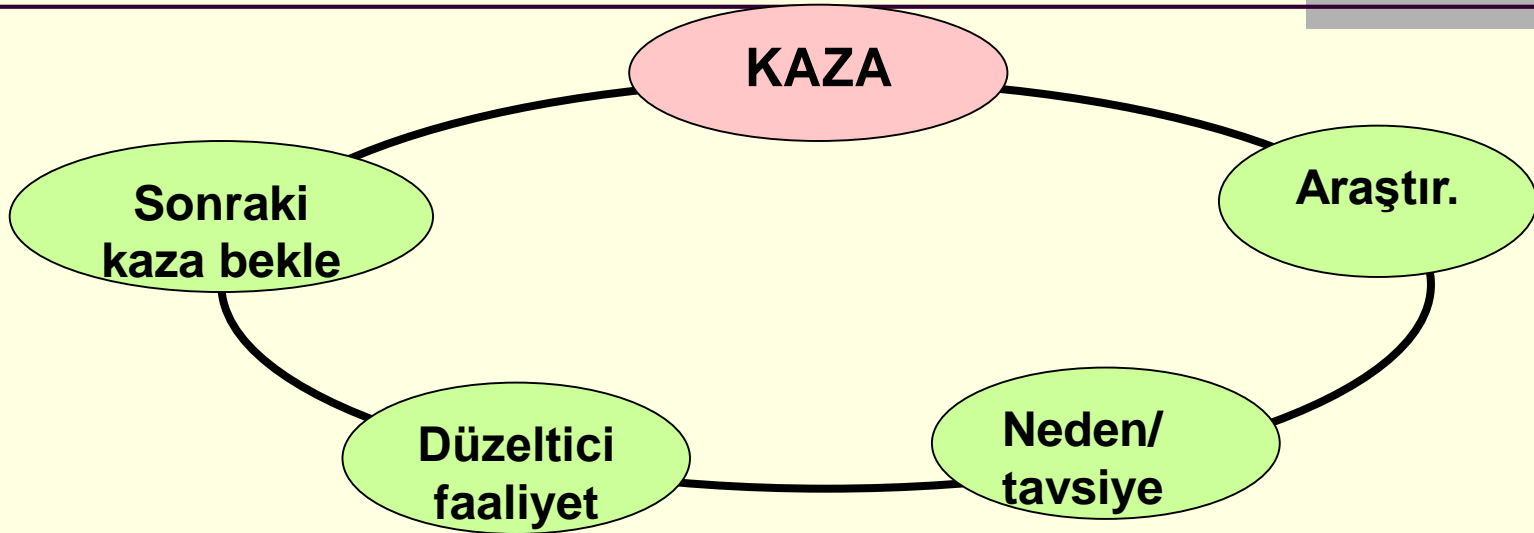 KAZA
Araştır.
Neden/
tavsiye
Düzeltici
faaliyet
Sonraki
kaza bekle